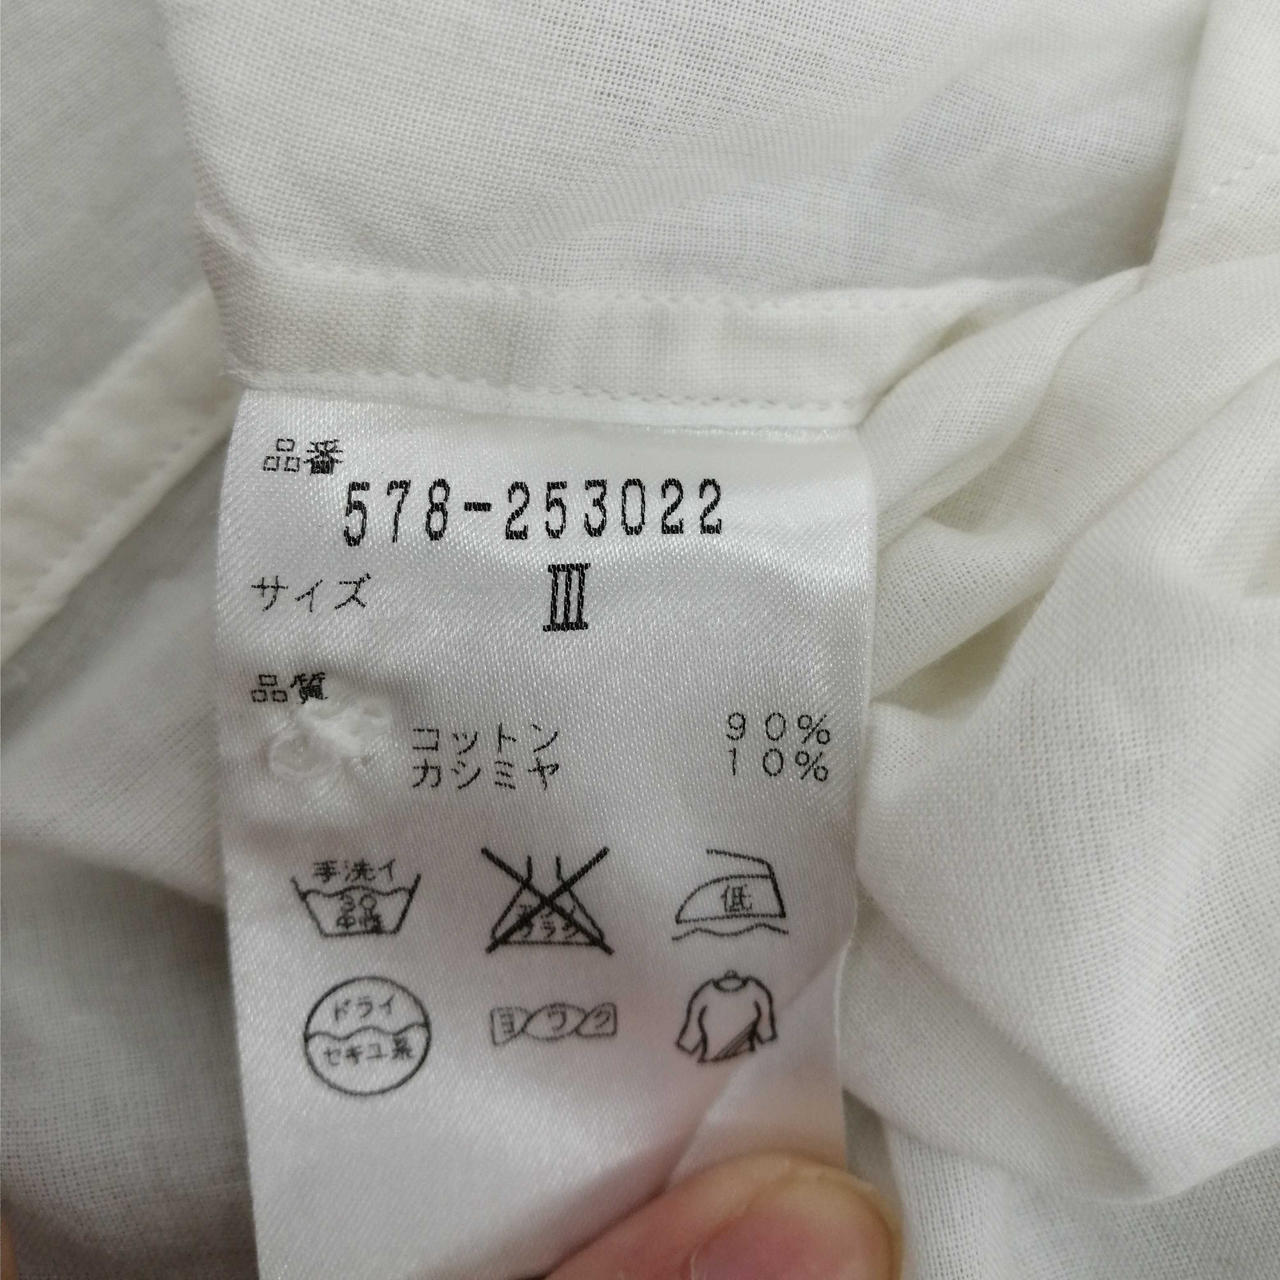 品番
578-253022
サイズ Ⅲ
品質
コットン 90%
カシミヤ 10%
手洗イ
30
中性
低
ドライ
セキユ系
ヨワク